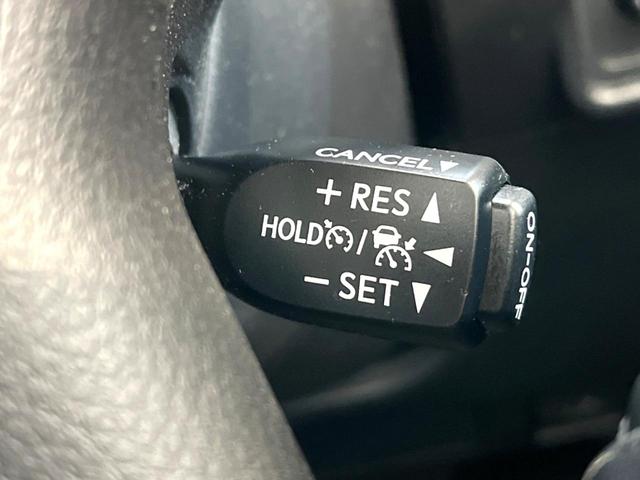 CANCEL▼
+ RES ▲
HOLD / ◀
− SET ▼
ON-OFF